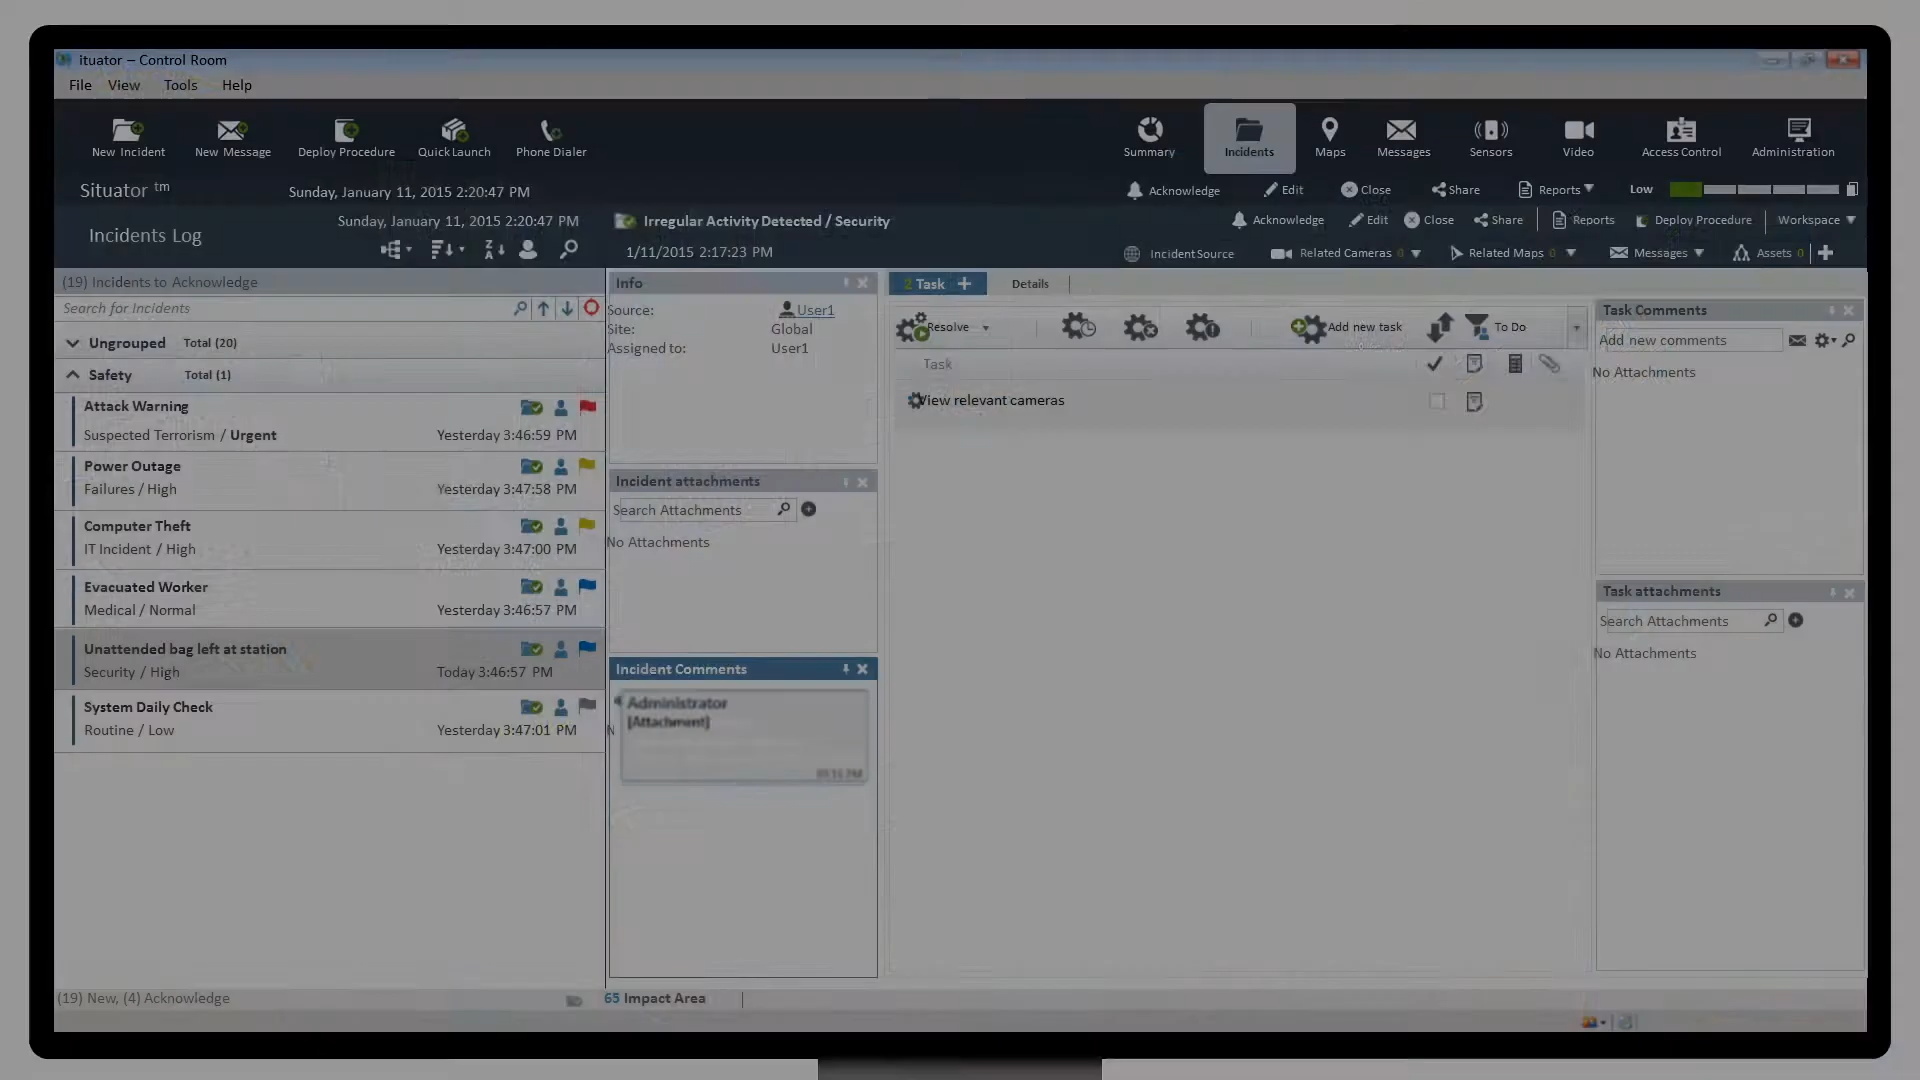 ituator – Control Room
File View Tools Help
New Incident New Message Deploy Procedure Quick Launch Phone Dialer Summary Incidents Maps Messages Sensors Video Access Control Administration
Situator ™ Sunday, January 11, 2015 2:20:47 PM Acknowledge Edit Close Share Reports Low
Incidents Log Sunday, January 11, 2015 2:20:47 PM
Irregular Activity Detected / Security Acknowledge Edit Close Share Reports Deploy Procedure Workspace
1/11/2015 2:17:23 PM Incident Source Related Cameras 0 Related Maps 0 Messages Assets 0
(19) Incidents to Acknowledge
Search for Incidents
Ungrouped Total (20)
Safety Total (1)
Attack Warning
Suspected Terrorism / Urgent Yesterday 3:46:59 PM
Power Outage
Failures / High Yesterday 3:47:58 PM
Computer Theft
IT Incident / High Yesterday 3:47:00 PM
Evacuated Worker
Medical / Normal Yesterday 3:46:57 PM
Unattended bag left at station
Security / High Today 3:46:57 PM
System Daily Check
Routine / Low Yesterday 3:47:01 PM
(19) New, (4) Acknowledge
Info
Source: User1
Site: Global
Assigned to: User1
Incident attachments
Search Attachments
No Attachments
Incident Comments
Administrator
[Attachment]
N
65 Impact Area
2 Task + Details
Resolve Add new task To Do
Task
View relevant cameras
Task Comments
Add new comments
No Attachments
Task attachments
Search Attachments
No Attachments